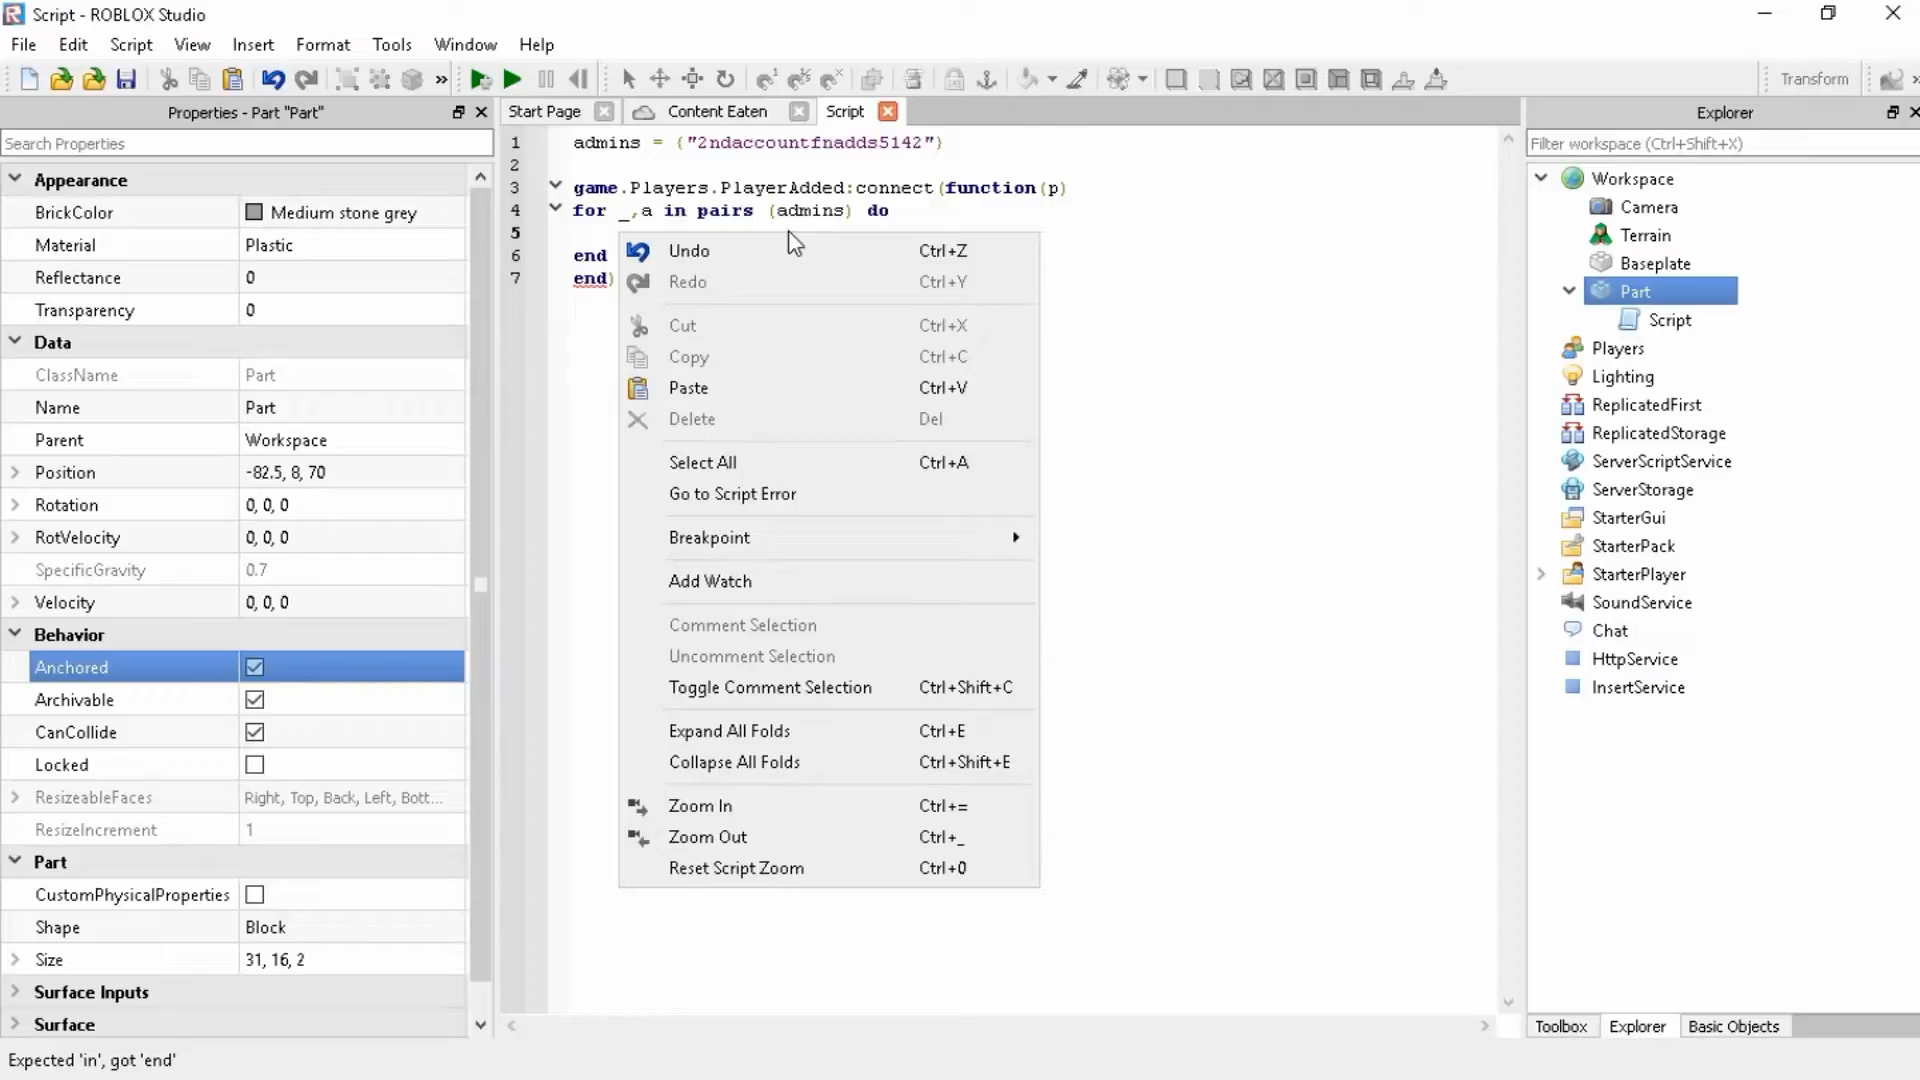 Script - ROBLOX Studio
File Edit Script View Insert Format Tools Window Help
» Transform »
Properties - Part "Part"
Search Properties
Appearance
BrickColor Medium stone grey
Material Plastic
Reflectance 0
Transparency 0
Data
ClassName Part
Name Part
Parent Workspace
Position -82.5, 8, 70
Rotation 0, 0, 0
RotVelocity 0, 0, 0
SpecificGravity 0.7
Velocity 0, 0, 0
Behavior
Anchored
Archivable
CanCollide
Locked
ResizeableFaces Right, Top, Back, Left, Bott...
ResizeIncrement 1
Part
CustomPhysicalProperties
Shape Block
Size 31, 16, 2
Surface Inputs
Surface
Expected 'in', got 'end'
Start Page Content Eaten Script
1 admins = {"2ndaccountfnadds5142"}
2
3 game.Players.PlayerAdded:connect(function(p)
4 for _,a in pairs (admins) do
5
6 end
7 end)
Undo Ctrl+Z
Redo Ctrl+Y
Cut Ctrl+X
Copy Ctrl+C
Paste Ctrl+V
Delete Del
Select All Ctrl+A
Go to Script Error
Breakpoint
Add Watch
Comment Selection
Uncomment Selection
Toggle Comment Selection Ctrl+Shift+C
Expand All Folds Ctrl+E
Collapse All Folds Ctrl+Shift+E
Zoom In Ctrl+=
Zoom Out Ctrl+_
Reset Script Zoom Ctrl+0
Explorer
Filter workspace (Ctrl+Shift+X)
Workspace
Camera
Terrain
Baseplate
Part
Script
Players
Lighting
ReplicatedFirst
ReplicatedStorage
ServerScriptService
ServerStorage
StarterGui
StarterPack
StarterPlayer
SoundService
Chat
HttpService
InsertService
Toolbox Explorer Basic Objects